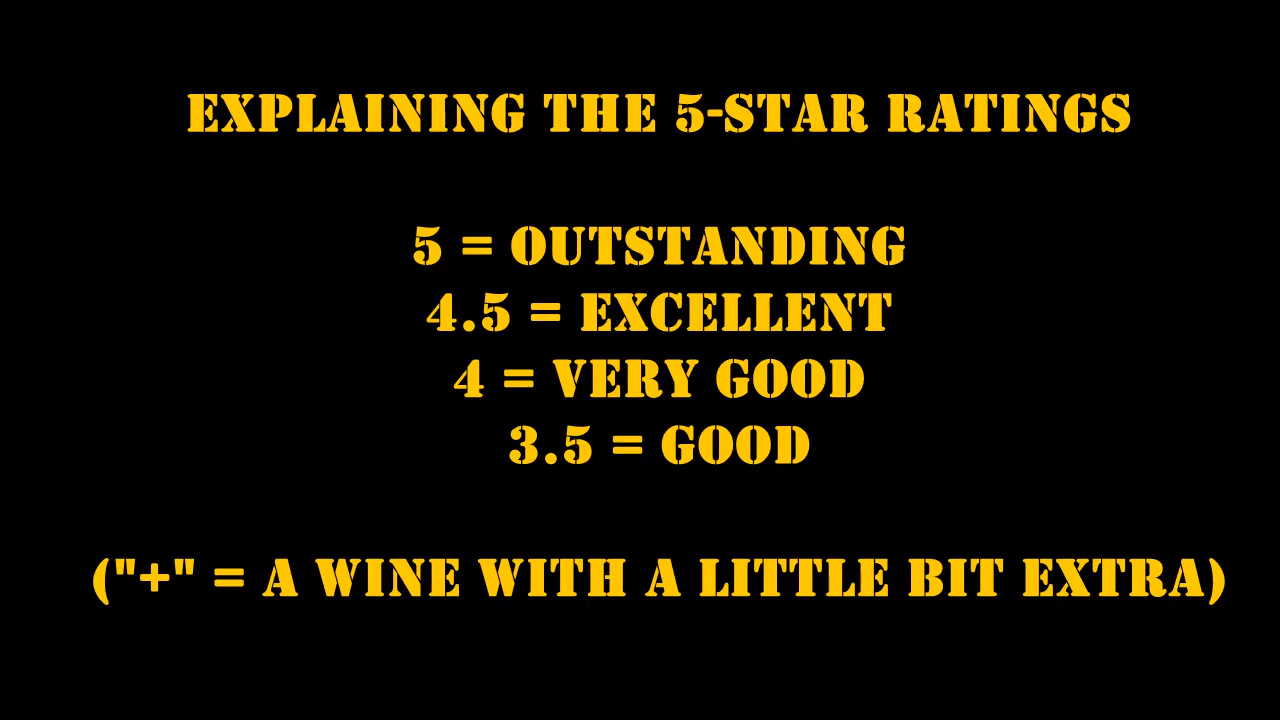 EXPLAINING THE 5-STAR RATINGS
5 = OUTSTANDING
4.5 = EXCELLENT
4 = VERY GOOD
3.5 = GOOD
("+" = A WINE WITH A LITTLE BIT EXTRA)